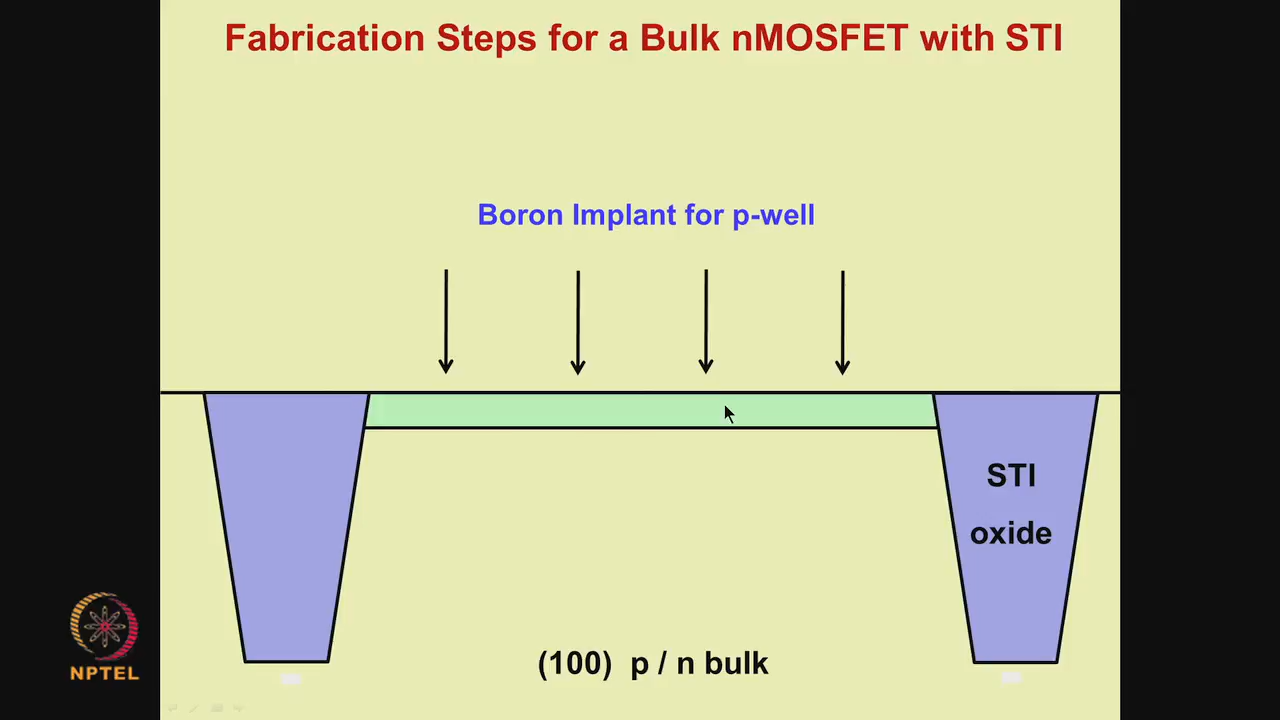 Fabrication Steps for a Bulk nMOSFET with STI
Boron Implant for p-well
STI
oxide
(100) p / n bulk
NPTEL